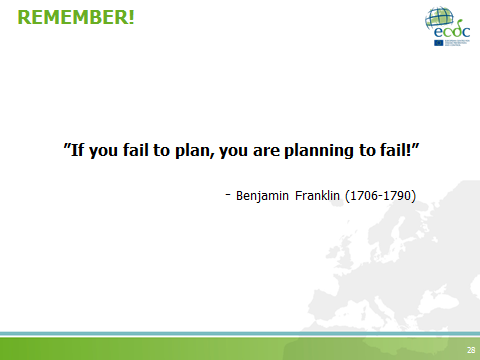 REMEMBER!
ecdc
”If you fail to plan, you are planning to fail!”
- Benjamin Franklin (1706-1790)
28